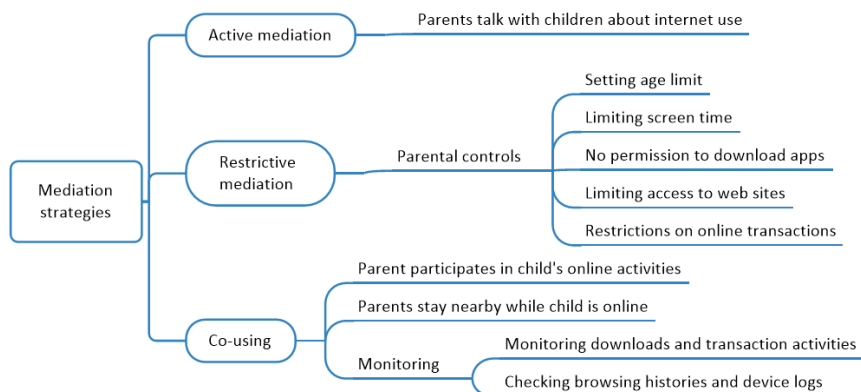 Mediation
strategies
Active mediation
Parents talk with children about internet use
Restrictive
mediation
Parental controls
Setting age limit
Limiting screen time
No permission to download apps
Limiting access to web sites
Restrictions on online transactions
Co-using
Parent participates in child's online activities
Parents stay nearby while child is online
Monitoring
Monitoring downloads and transaction activities
Checking browsing histories and device logs